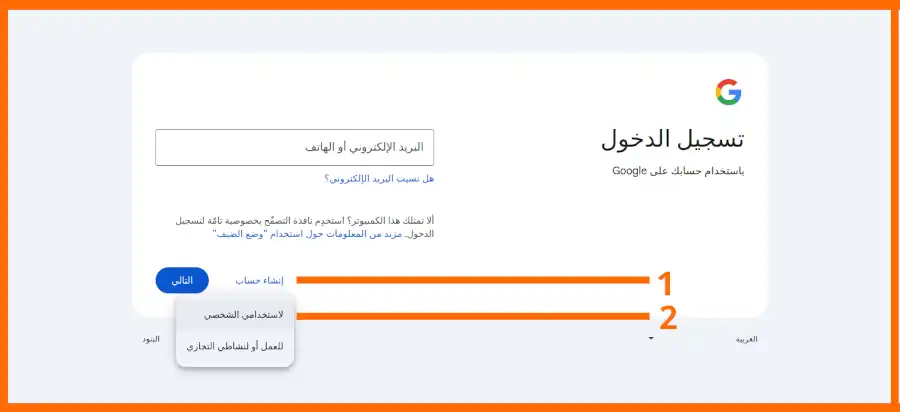 تسجيل الدخول
باستخدام حسابك على Google
البريد الإلكتروني أو الهاتف
هل نسيت البريد الإلكتروني؟
ألا تمتلك هذا الكمبيوتر؟ استخدِم نافذة التصفّح بخصوصية تامّة لتسجيل
الدخول. مزيد من المعلومات حول استخدام "وضع الضيف"
إنشاء حساب
التالي
1
لاستخدامي الشخصي
2
للعمل أو لنشاطي التجاري
العربية
البنود